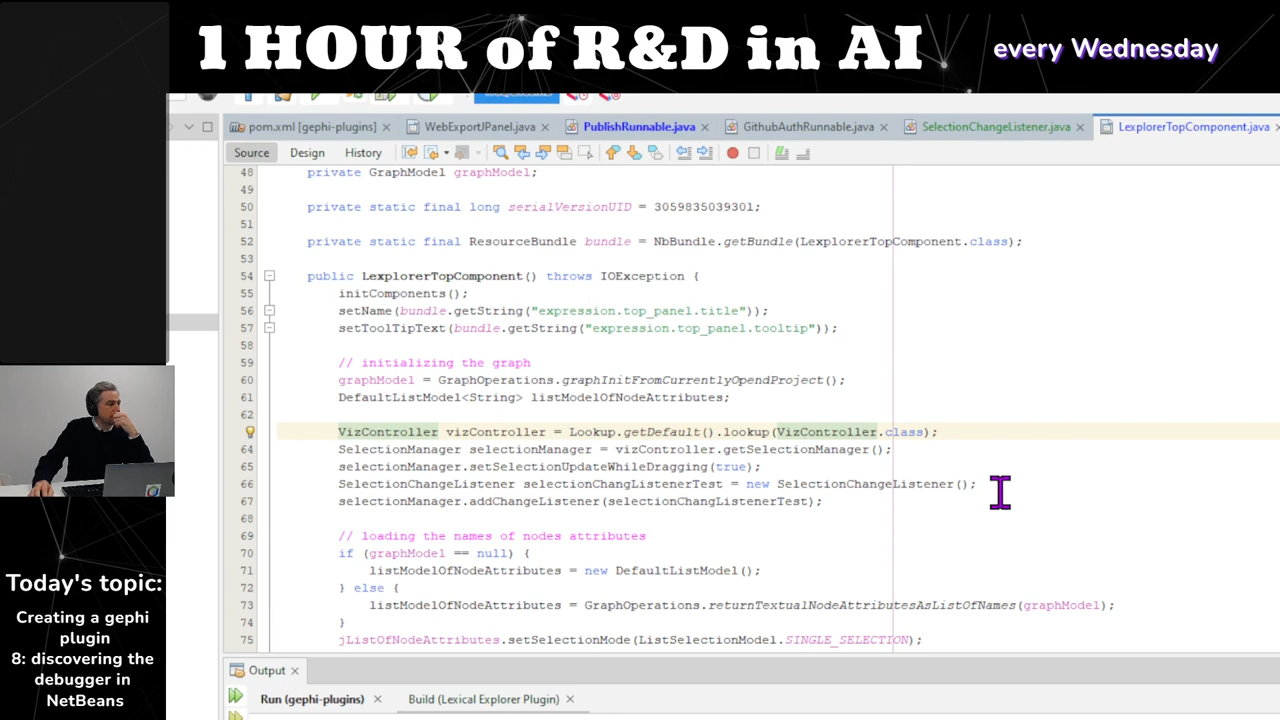 1 HOUR of R&D in AI
every Wednesday
pom.xml [gephi-plugins]
WebExportJPanel.java
PublishRunnable.java
GithubAuthRunnable.java
SelectionChangeListener.java
LexplorerTopComponent.java
Source
Design
History
48 private GraphModel graphModel;
49
50 private static final long serialVersionUID = 3059835039301L;
51
52 private static final ResourceBundle bundle = NbBundle.getBundle(LexplorerTopComponent.class);
53
54 public LexplorerTopComponent() throws IOException {
55 initComponents();
56 setName(bundle.getString("expression.top_panel.title"));
57 setToolTipText(bundle.getString("expression.top_panel.tooltip"));
58
59 // initializing the graph
60 graphModel = GraphOperations.graphInitFromCurrentlyOpendProject();
61 DefaultListModel<String> listModelOfNodeAttributes;
62
VizController vizController = Lookup.getDefault().lookup(VizController.class);
64 SelectionManager selectionManager = vizController.getSelectionManager();
65 selectionManager.setSelectionUpdateWhileDragging(true);
66 SelectionChangeListener selectionChangListenerTest = new SelectionChangeListener();
67 selectionManager.addChangeListener(selectionChangListenerTest);
68
69 // loading the names of nodes attributes
70 if (graphModel == null) {
71 listModelOfNodeAttributes = new DefaultListModel();
72 } else {
73 listModelOfNodeAttributes = GraphOperations.returnTextualNodeAttributesAsListOfNames(graphModel);
74 }
75 jListOfNodeAttributes.setSelectionMode(ListSelectionModel.SINGLE_SELECTION);
Output
Run (gephi-plugins)
Build (Lexical Explorer Plugin)
Today's topic:
Creating a gephi
plugin
8: discovering the
debugger in
NetBeans